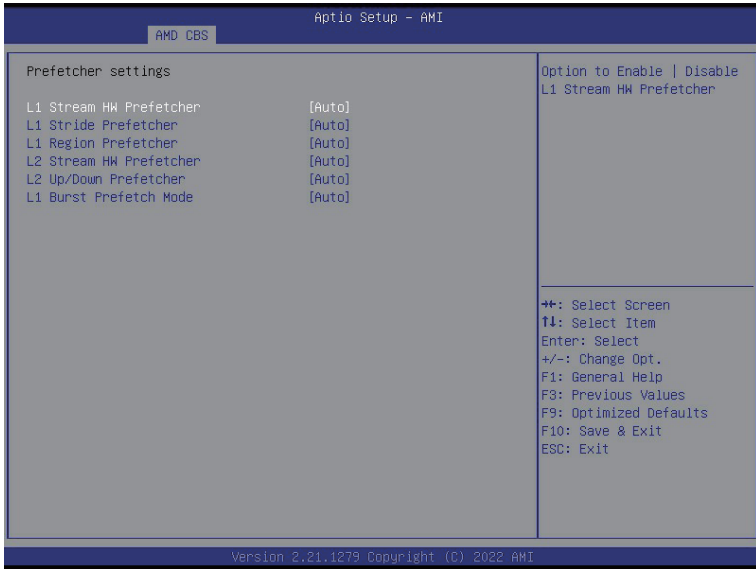 Aptio Setup – AMI
AMD CBS
Prefetcher settings
L1 Stream HW Prefetcher [Auto]
L1 Stride Prefetcher [Auto]
L1 Region Prefetcher [Auto]
L2 Stream HW Prefetcher [Auto]
L2 Up/Down Prefetcher [Auto]
L1 Burst Prefetch Mode [Auto]
Option to Enable | Disable
L1 Stream HW Prefetcher
→←: Select Screen
↑↓: Select Item
Enter: Select
+/-: Change Opt.
F1: General Help
F3: Previous Values
F9: Optimized Defaults
F10: Save & Exit
ESC: Exit
Version 2.21.1279 Copyright (C) 2022 AMI